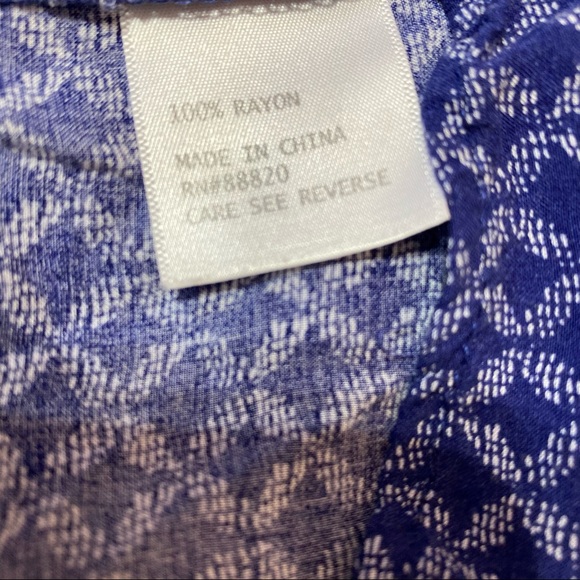 100% RAYON
MADE IN CHINA
RN#88820
CARE SEE REVERSE